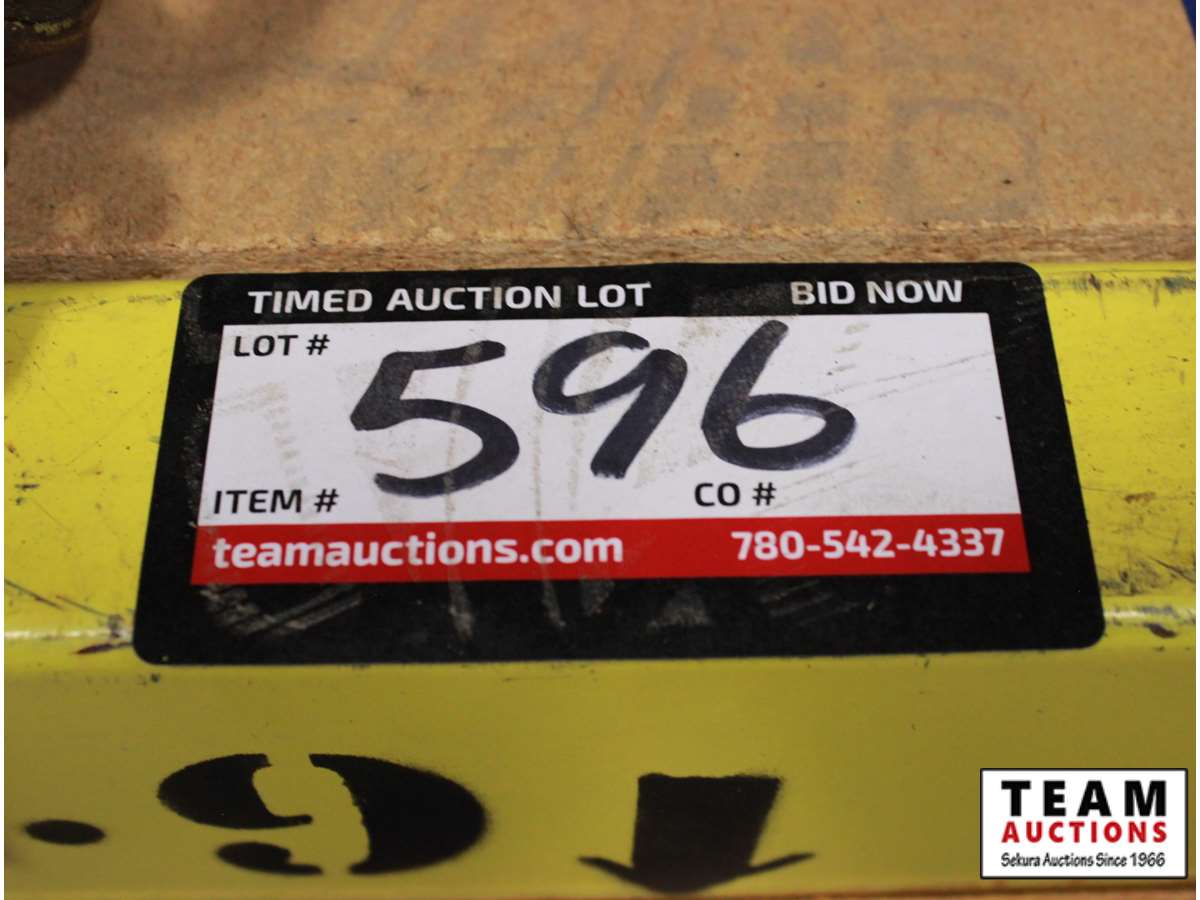 TIMED AUCTION LOT BID NOW
LOT # 596
ITEM # CO #
teamauctions.com 780-542-4337
.9
TEAM
AUCTIONS
Sekura Auctions Since 1966